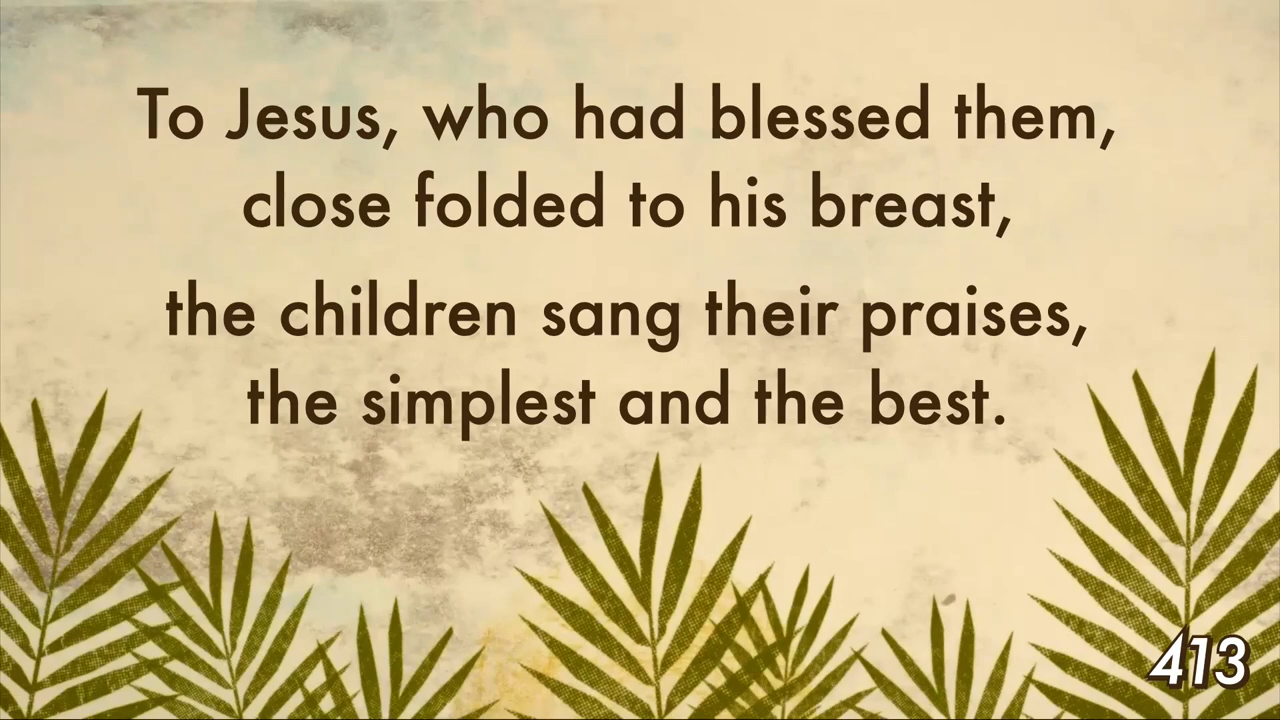 To Jesus, who had blessed them,
close folded to his breast,
the children sang their praises,
the simplest and the best.
413